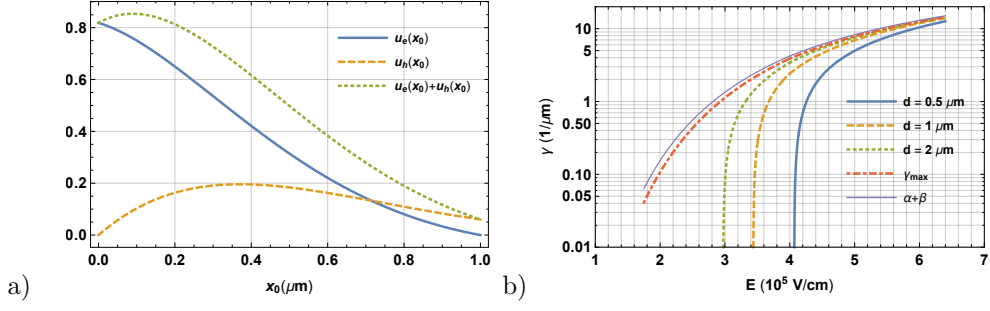 0.8
0.6
0.4
0.2
0.0
0.0 0.2 0.4 0.6 0.8 1.0
x₀(μm)
uₑ(x₀)
uₕ(x₀)
uₑ(x₀)+uₕ(x₀)
a)
10
5
1
0.50
0.10
0.05
0.01
γ (1/μm)
1 2 3 4 5 6 7
E (10⁵ V/cm)
d = 0.5 μm
d = 1 μm
d = 2 μm
γmax
α+β
b)